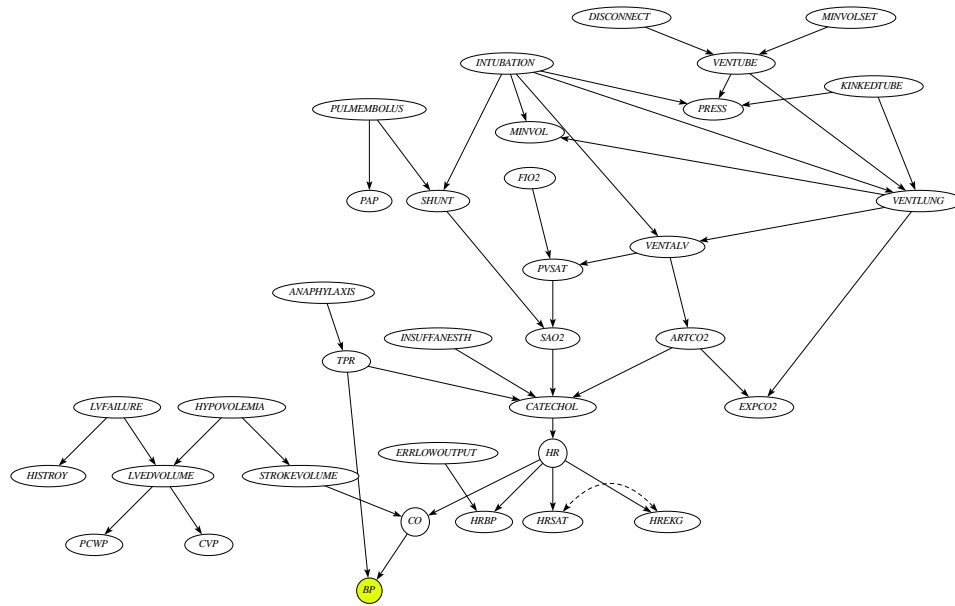 DISCONNECT
MINVOLSET
INTUBATION
VENTUBE
KINKEDTUBE
PULMEMBOLUS
PRESS
MINVOL
FIO2
PAP
SHUNT
VENTLUNG
VENTALV
PVSAT
ANAPHYLAXIS
INSUFFANESTH
SAO2
ARTCO2
TPR
LVFAILURE
HYPOVOLEMIA
CATECHOL
EXPCO2
ERRLOWOUTPUT
HR
HISTROY
LVEDVOLUME
STROKEVOLUME
CO
HRBP
HRSAT
HREKG
PCWP
CVP
BP